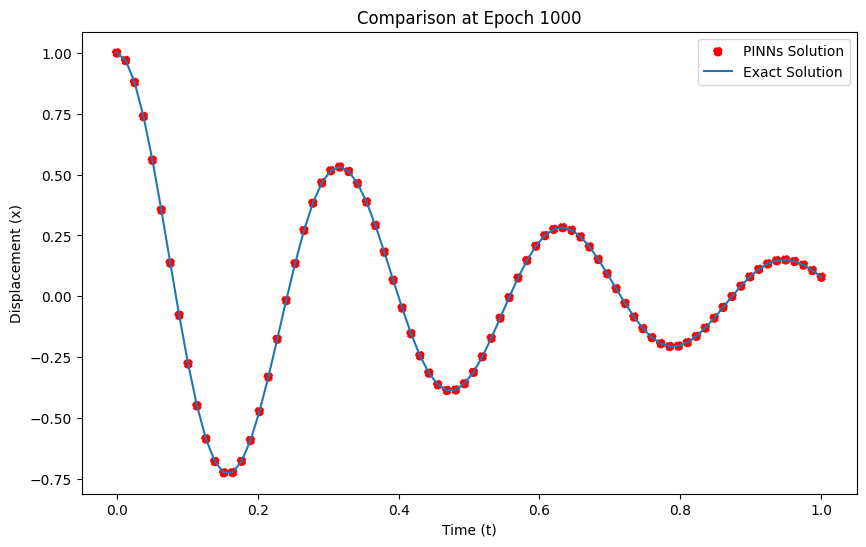 Comparison at Epoch 1000
PINNs Solution
Exact Solution
Displacement (x)
1.00
0.75
0.50
0.25
0.00
−0.25
−0.50
−0.75
0.0 0.2 0.4 0.6 0.8 1.0
Time (t)